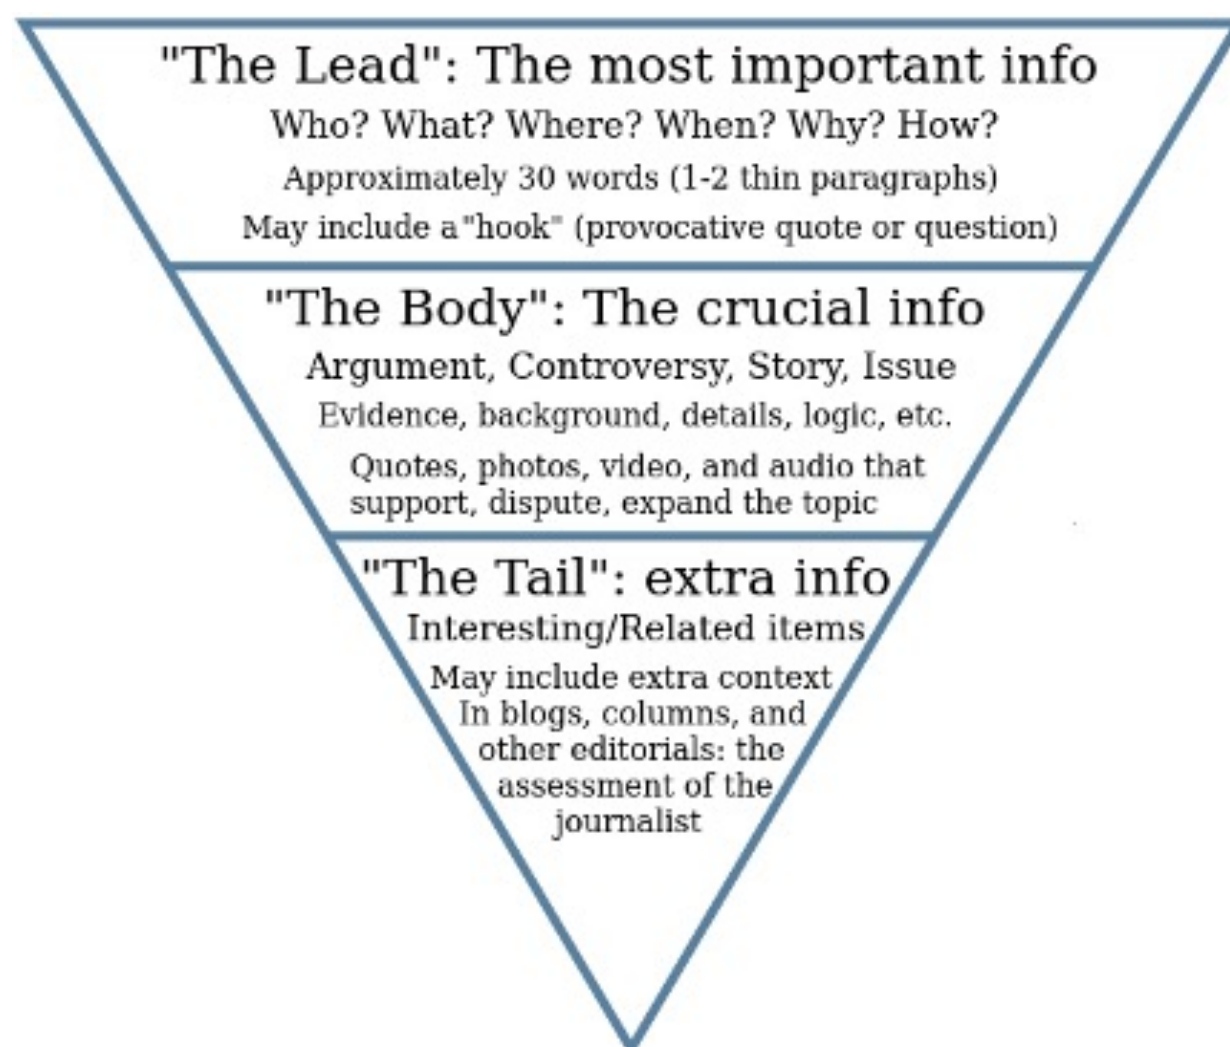 "The Lead": The most important info
Who? What? Where? When? Why? How?
Approximately 30 words (1-2 thin paragraphs)
May include a"hook" (provocative quote or question)
"The Body": The crucial info
Argument, Controversy, Story, Issue
Evidence, background, details, logic, etc.
Quotes, photos, video, and audio that
support, dispute, expand the topic
"The Tail": extra info
Interesting/Related items
May include extra context
In blogs, columns, and
other editorials: the
assessment of the
journalist